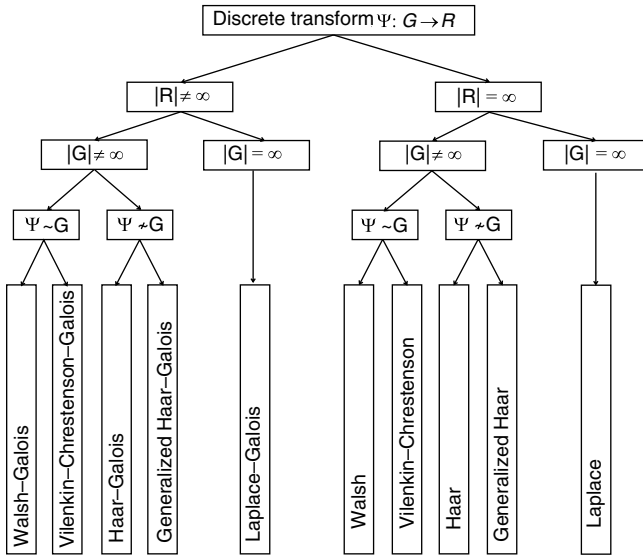 Discrete transform Ψ: G→R
|R| ≠ ∞
|R| = ∞
|G| ≠ ∞
|G| = ∞
|G| ≠ ∞
|G| = ∞
Ψ ~G
Ψ ≁G
Ψ ~G
Ψ ≁G
Walsh–Galois
Vilenkin–Chrestenson-Galois
Haar–Galois
Generalized Haar–Galois
Laplace–Galois
Walsh
Vilenkin–Chrestenson
Haar
Generalized Haar
Laplace